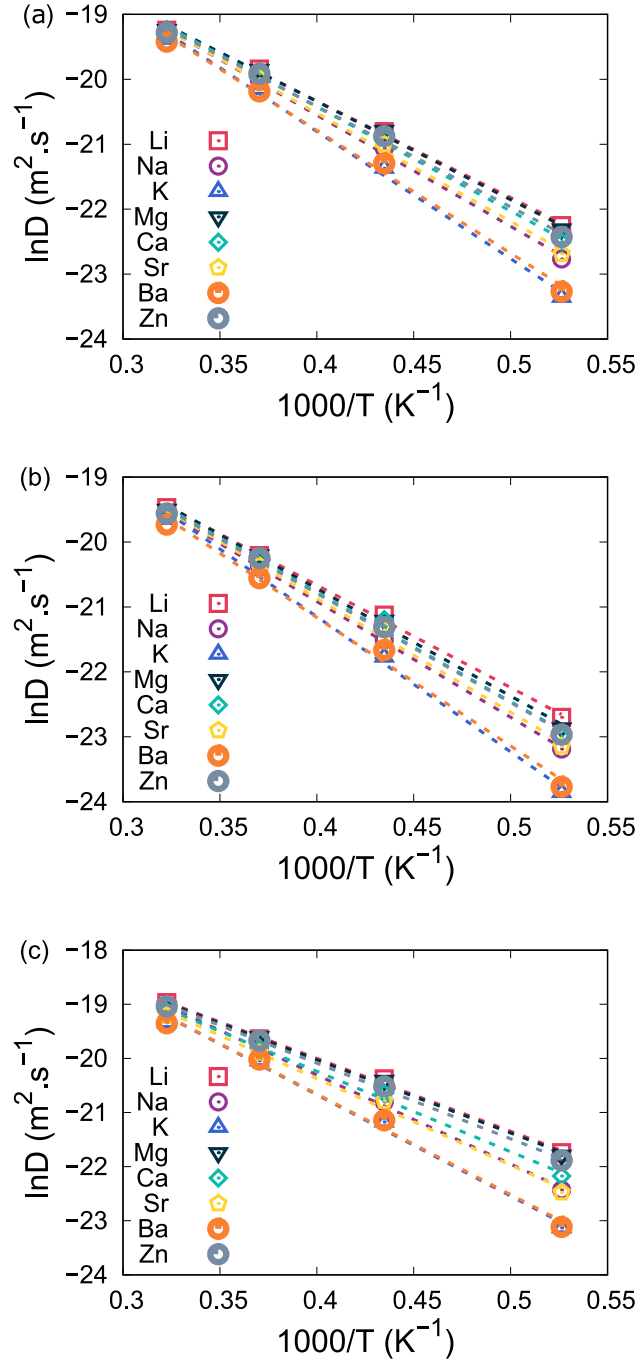 (a)
−19
−20
−21
−22
−23
−24
lnD (m².s⁻¹)
Li
Na
K
Mg
Ca
Sr
Ba
Zn
0.3 0.35 0.4 0.45 0.5 0.55
1000/T (K⁻¹)
(b)
−19
−20
−21
−22
−23
−24
lnD (m².s⁻¹)
Li
Na
K
Mg
Ca
Sr
Ba
Zn
0.3 0.35 0.4 0.45 0.5 0.55
1000/T (K⁻¹)
(c)
−18
−19
−20
−21
−22
−23
−24
lnD (m².s⁻¹)
Li
Na
K
Mg
Ca
Sr
Ba
Zn
0.3 0.35 0.4 0.45 0.5 0.55
1000/T (K⁻¹)